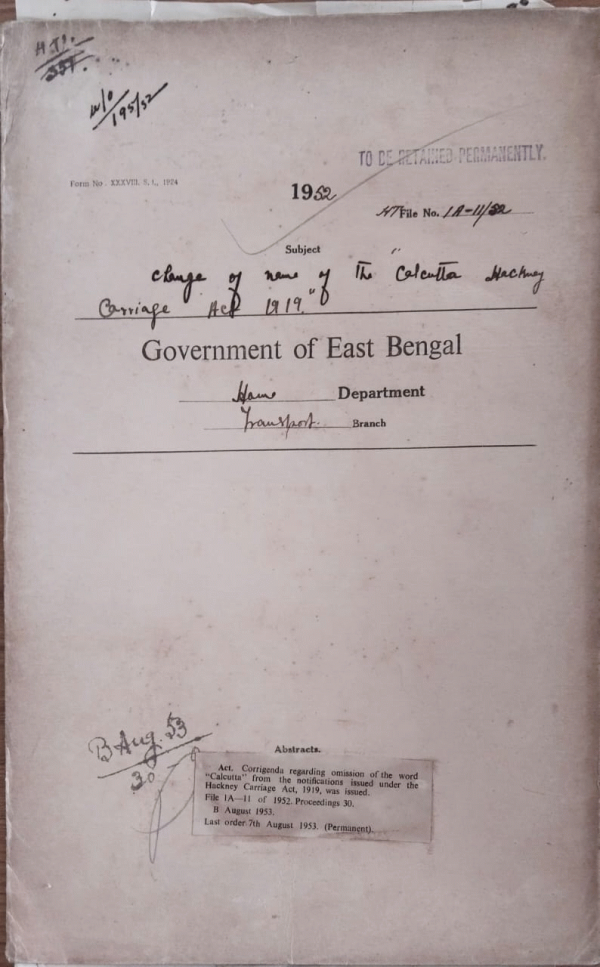 H.T.
w/o
195/52
TO BE RETAINED PERMANENTLY.
Form No. XXXVIII. S.I., 1924
1952
HT File No. 1A-11/52
Subject
Change of name of the "Calcutta Hackney
Carriage Act 1919."
Government of East Bengal
Home Department
Transport. Branch
B Aug. 53
30
Abstracts.
Act. Corrigenda regarding omission of the word
"Calcutta" from the notifications issued under the
Hackney Carriage Act, 1919, was issued.
File 1A—11 of 1952. Proceedings 30.
B August 1953.
Last order 7th August 1953. (Permanent).